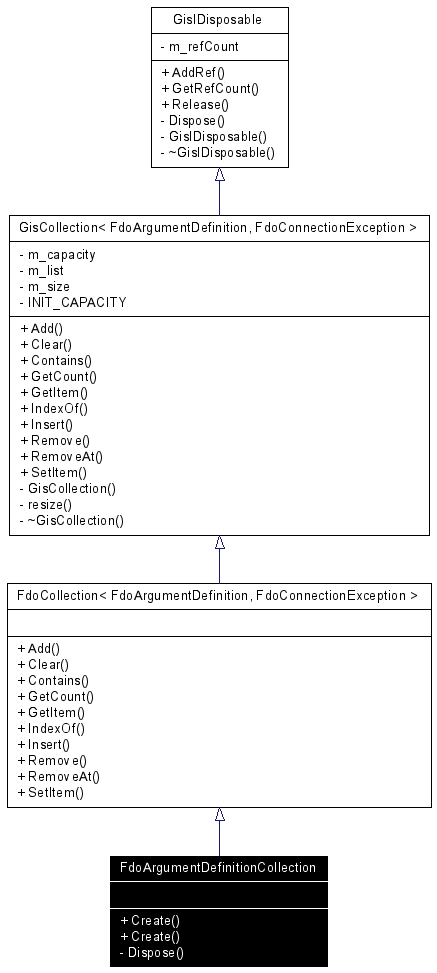 GisIDisposable
- m_refCount
+ AddRef()
+ GetRefCount()
+ Release()
- Dispose()
- GisIDisposable()
- ~GisIDisposable()
GisCollection< FdoArgumentDefinition, FdoConnectionException >
- m_capacity
- m_list
- m_size
- INIT_CAPACITY
+ Add()
+ Clear()
+ Contains()
+ GetCount()
+ GetItem()
+ IndexOf()
+ Insert()
+ Remove()
+ RemoveAt()
+ SetItem()
- GisCollection()
- resize()
- ~GisCollection()
FdoCollection< FdoArgumentDefinition, FdoConnectionException >
+ Add()
+ Clear()
+ Contains()
+ GetCount()
+ GetItem()
+ IndexOf()
+ Insert()
+ Remove()
+ RemoveAt()
+ SetItem()
FdoArgumentDefinitionCollection
+ Create()
+ Create()
- Dispose()